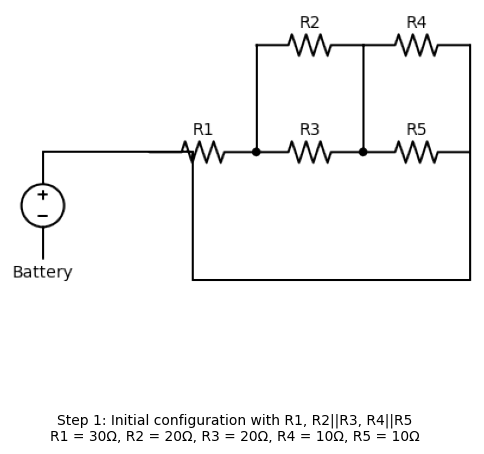 R2 R4
R1 R3 R5
+
−
Battery
Step 1: Initial configuration with R1, R2||R3, R4||R5
R1 = 30Ω, R2 = 20Ω, R3 = 20Ω, R4 = 10Ω, R5 = 10Ω